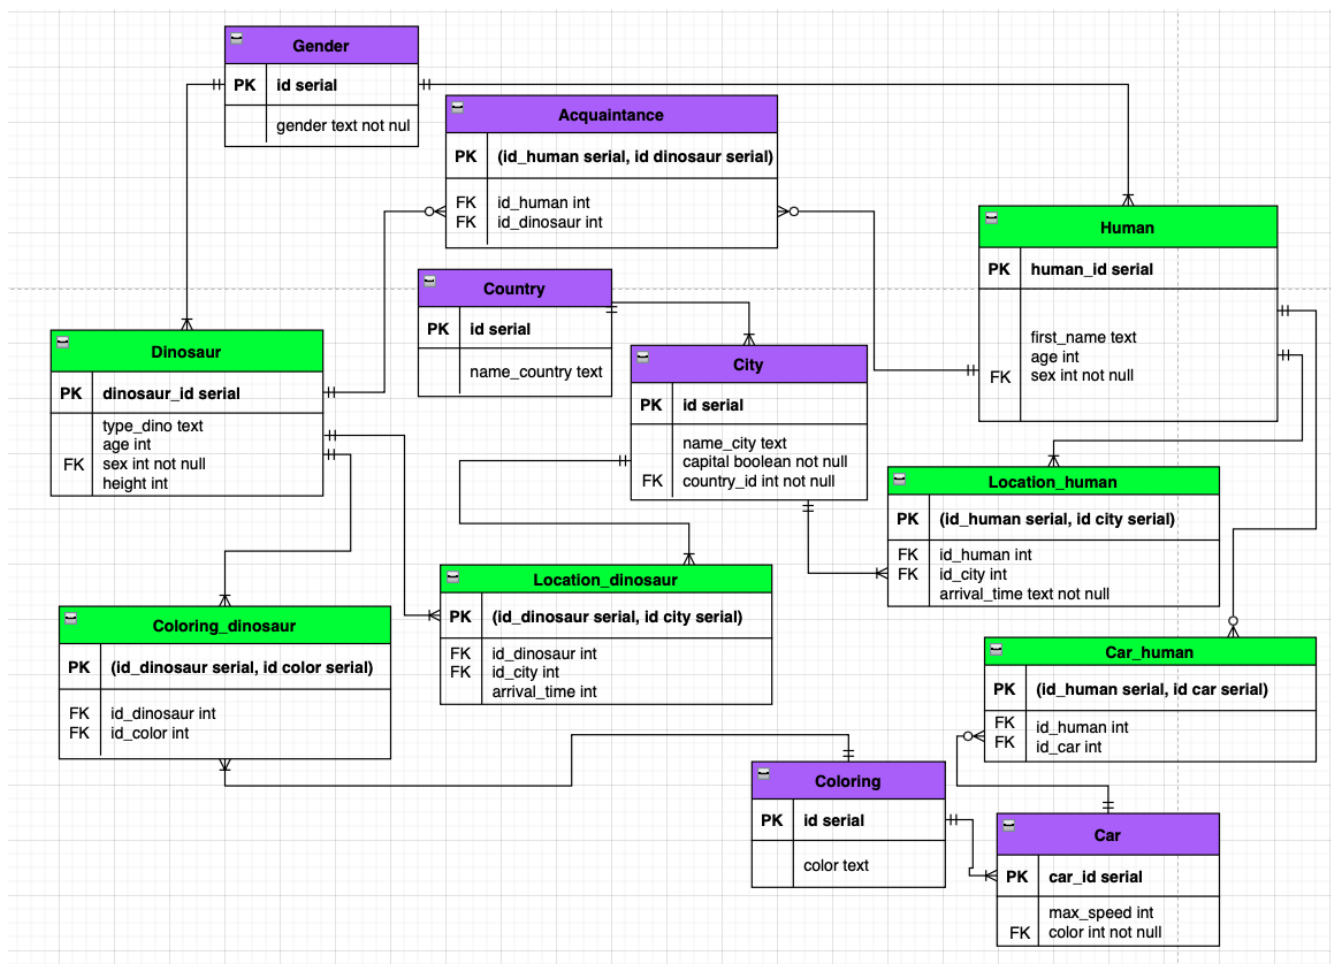 Gender
PK id serial
gender text not nul
Acquaintance
PK (id_human serial, id dinosaur serial)
FK id_human int
FK id_dinosaur int
Human
PK human_id serial
first_name text
age int
FK sex int not null
Country
PK id serial
name_country text
Dinosaur
PK dinosaur_id serial
type_dino text
age int
FK sex int not null
height int
City
PK id serial
name_city text
capital boolean not null
FK country_id int not null
Location_human
PK (id_human serial, id city serial)
FK id_human int
FK id_city int
arrival_time text not null
Location_dinosaur
PK (id_dinosaur serial, id city serial)
FK id_dinosaur int
FK id_city int
arrival_time int
Coloring_dinosaur
PK (id_dinosaur serial, id color serial)
FK id_dinosaur int
FK id_color int
Car_human
PK (id_human serial, id car serial)
FK id_human int
FK id_car int
Coloring
PK id serial
color text
Car
PK car_id serial
max_speed int
FK color int not null